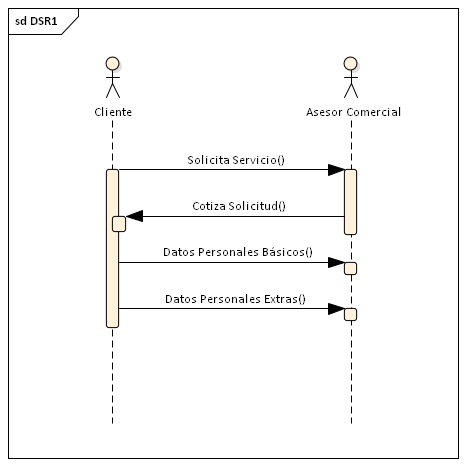 sd DSR1
Cliente
Asesor Comercial
Solicita Servicio()
Cotiza Solicitud()
Datos Personales Básicos()
Datos Personales Extras()